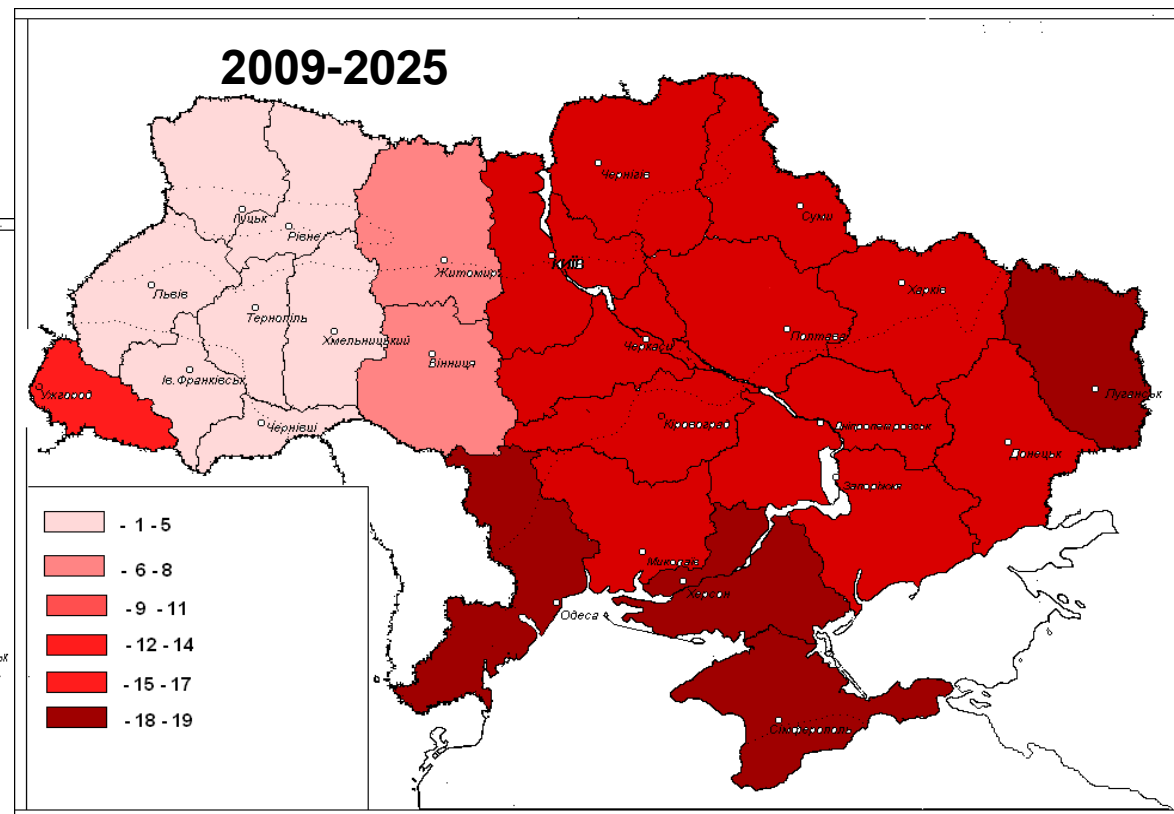 2009-2025
Чернігів
Суми
Луцьк
Рівне
Житомир
КИЇВ
Харків
Львів
Тернопіль
Хмельницький
Вінниця
Черкаси
Полтава
Ужгород
Ів.Франківськ
Чернівці
Кіровоград
Дніпропетровськ
Луганськ
Донецьк
Запоріжжя
Миколаїв
Херсон
Одеса
Сімферополь
- 1 - 5
- 6 - 8
- 9 - 11
- 12 - 14
- 15 - 17
- 18 - 19